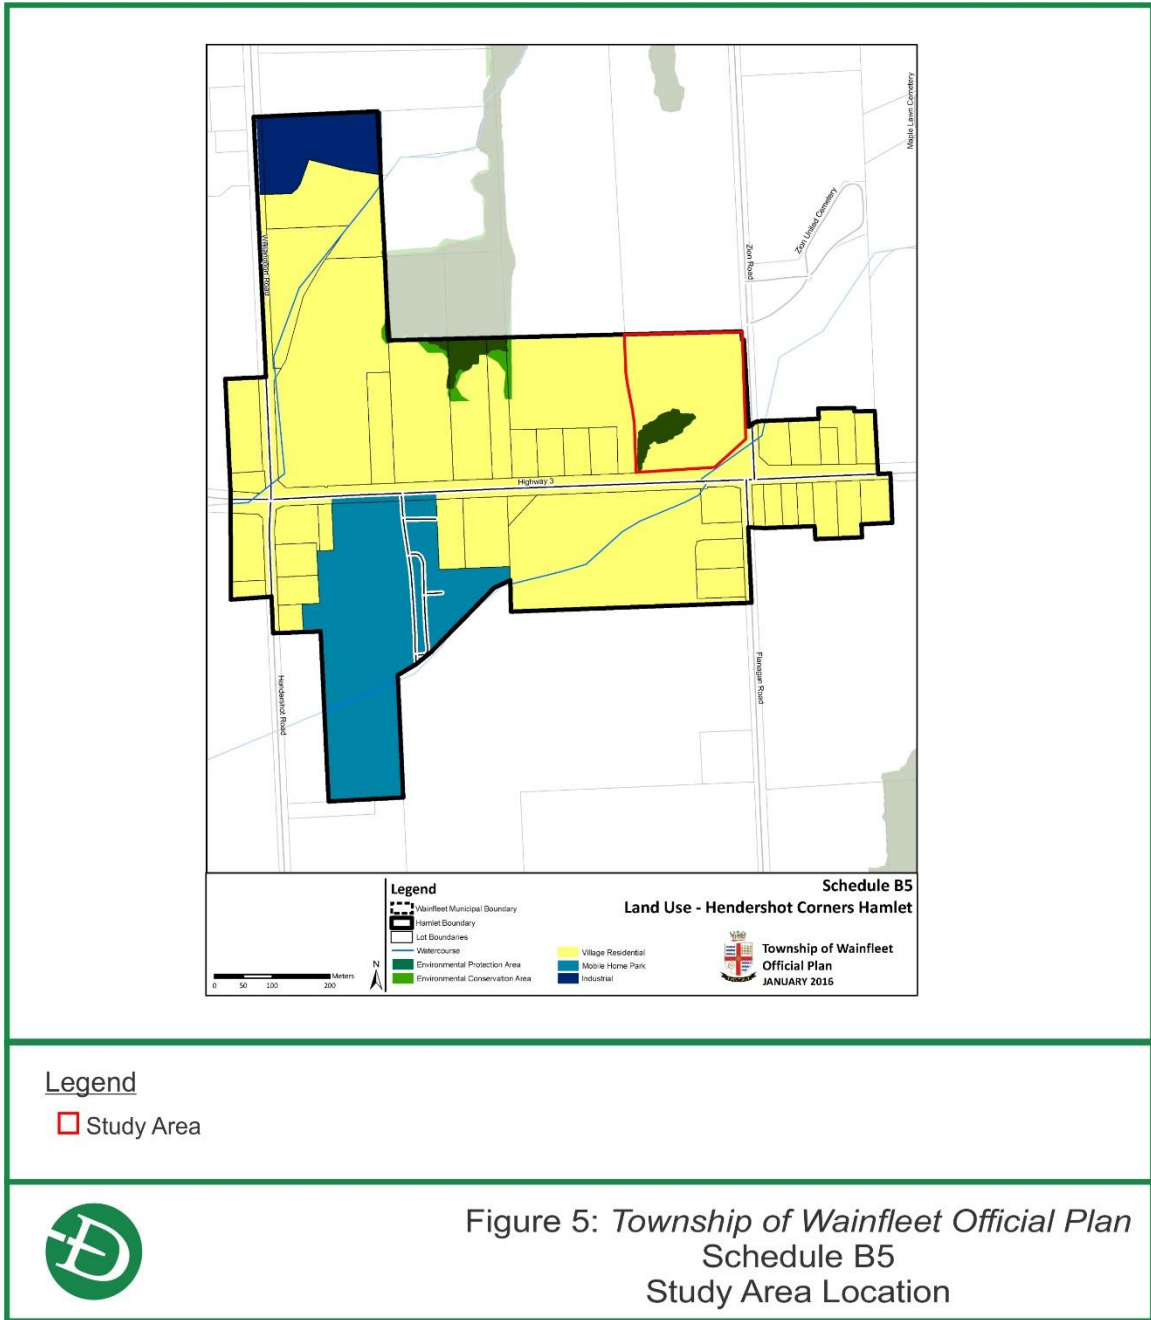 Maple Lawn Cemetery
Zion United Cemetery
Zion Road
Highway 3
Hendershot Road
Flanagan Road
Legend
Wainfleet Municipal Boundary
Hamlet Boundary
Lot Boundaries
Watercourse
Environmental Protection Area
Environmental Conservation Area
Village Residential
Mobile Home Park
Industrial
Schedule B5
Land Use - Hendershot Corners Hamlet
Township of Wainfleet
Official Plan
JANUARY 2016
N
Meters
0 50 100 200
Legend
Study Area
Figure 5: Township of Wainfleet Official Plan
Schedule B5
Study Area Location